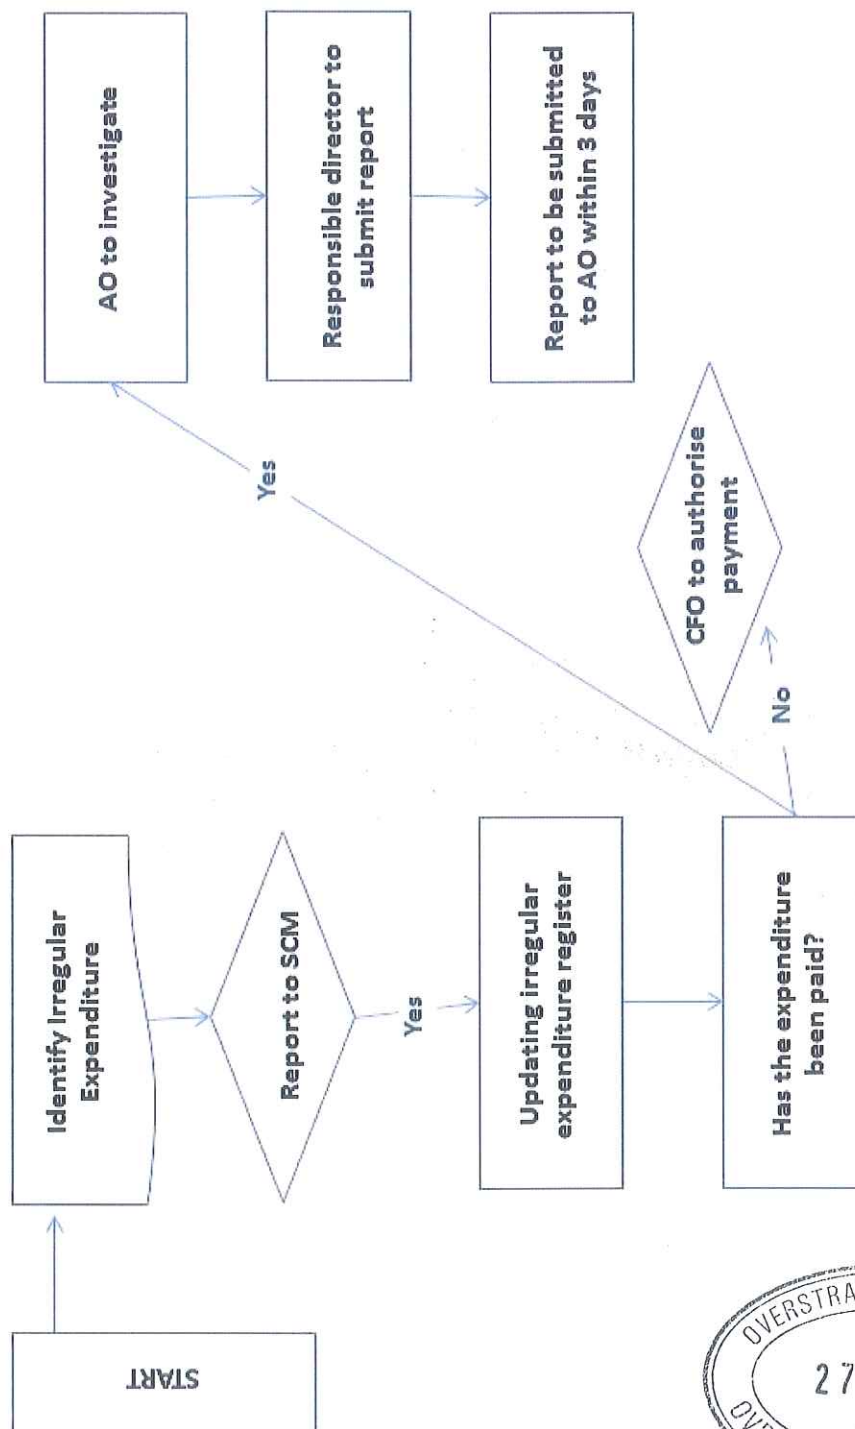 START
Identify Irregular
Expenditure
Report to SCM
Yes
Updating irregular
expenditure register
Has the expenditure
been paid?
Yes
No
CFO to authorise
payment
AO to investigate
Responsible director to
submit report
Report to be submitted
to AO within 3 days
27